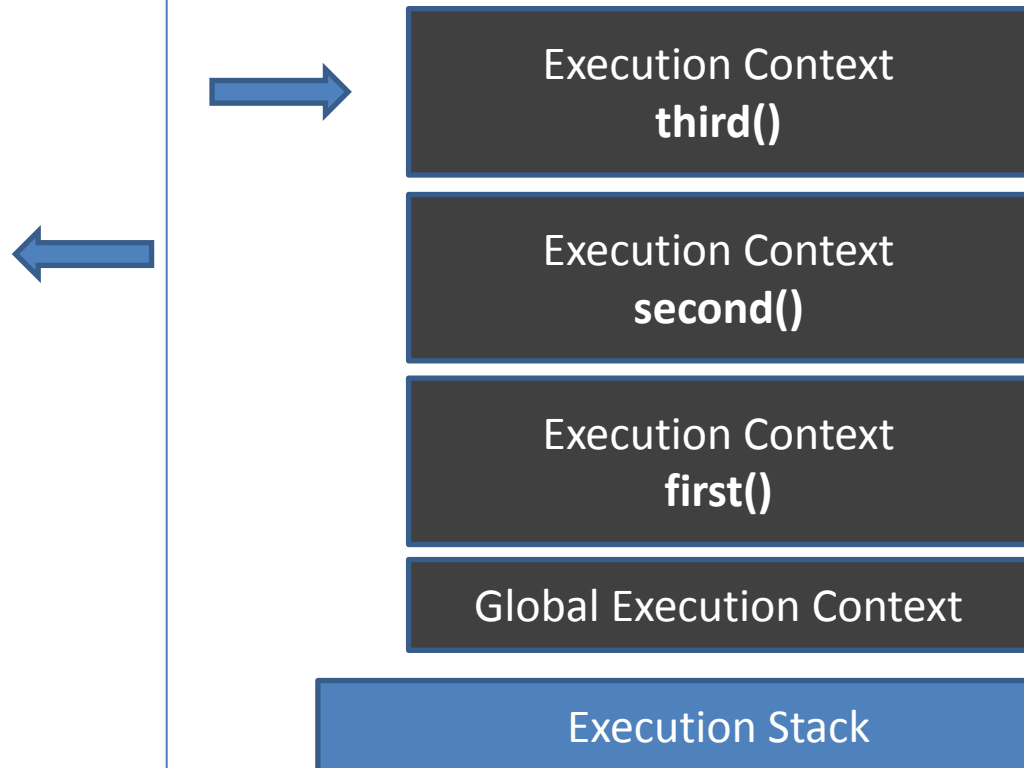 Execution Context
third()
Execution Context
second()
Execution Context
first()
Global Execution Context
Execution Stack